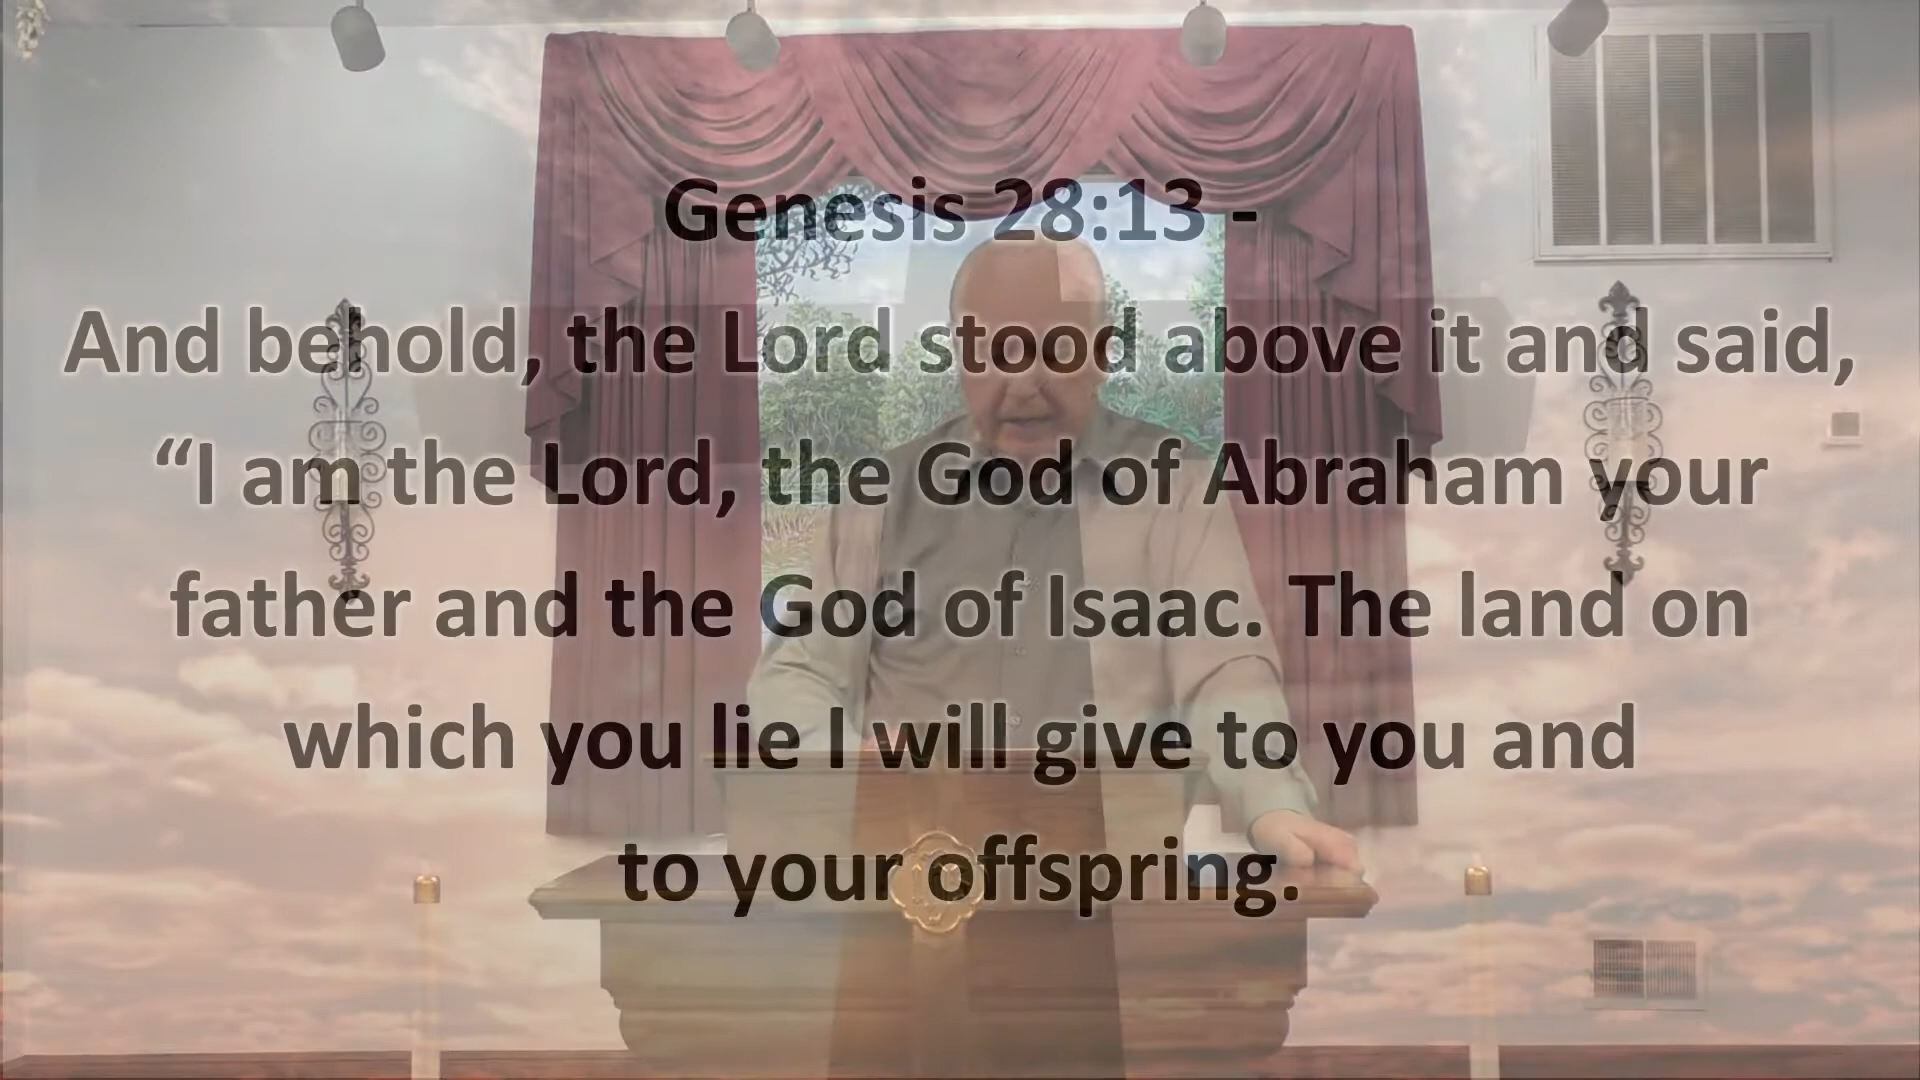 Genesis 28:13 -
And behold, the Lord stood above it and said,
“I am the Lord, the God of Abraham your
father and the God of Isaac. The land on
which you lie I will give to you and
to your offspring.